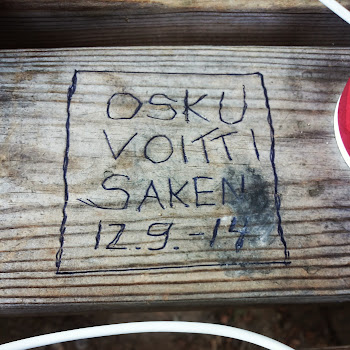 OSKU
VOITTI
SAKEN
12.9.-14